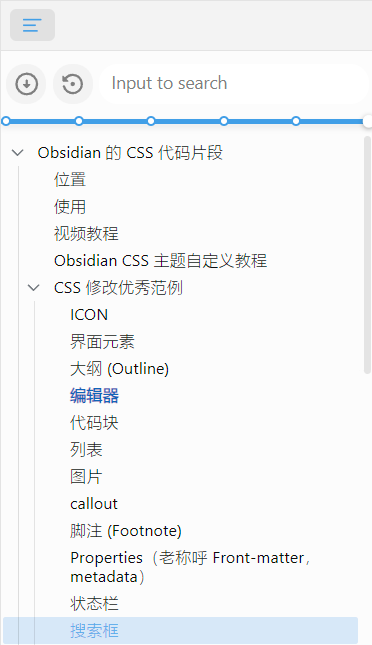 Input to search
Obsidian 的 CSS 代码片段
位置
使用
视频教程
Obsidian CSS 主题自定义教程
CSS 修改优秀范例
ICON
界面元素
大纲 (Outline)
编辑器
代码块
列表
图片
callout
脚注 (Footnote)
Properties（老称呼 Front-matter，
metadata）
状态栏
搜索框